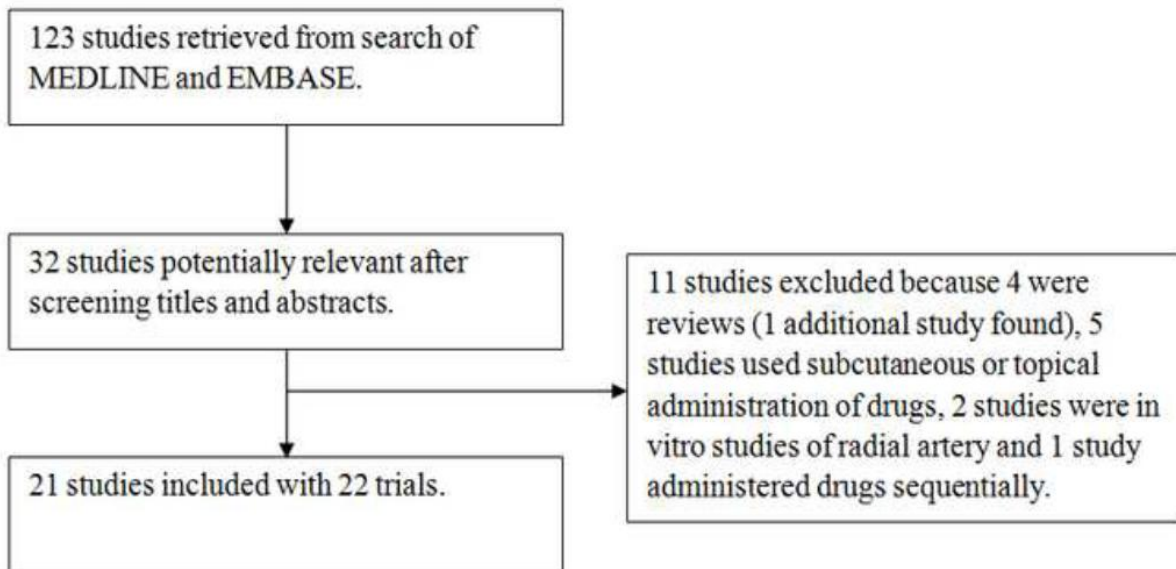 123 studies retrieved from search of
MEDLINE and EMBASE.
32 studies potentially relevant after
screening titles and abstracts.
11 studies excluded because 4 were
reviews (1 additional study found), 5
studies used subcutaneous or topical
administration of drugs, 2 studies were in
vitro studies of radial artery and 1 study
administered drugs sequentially.
21 studies included with 22 trials.